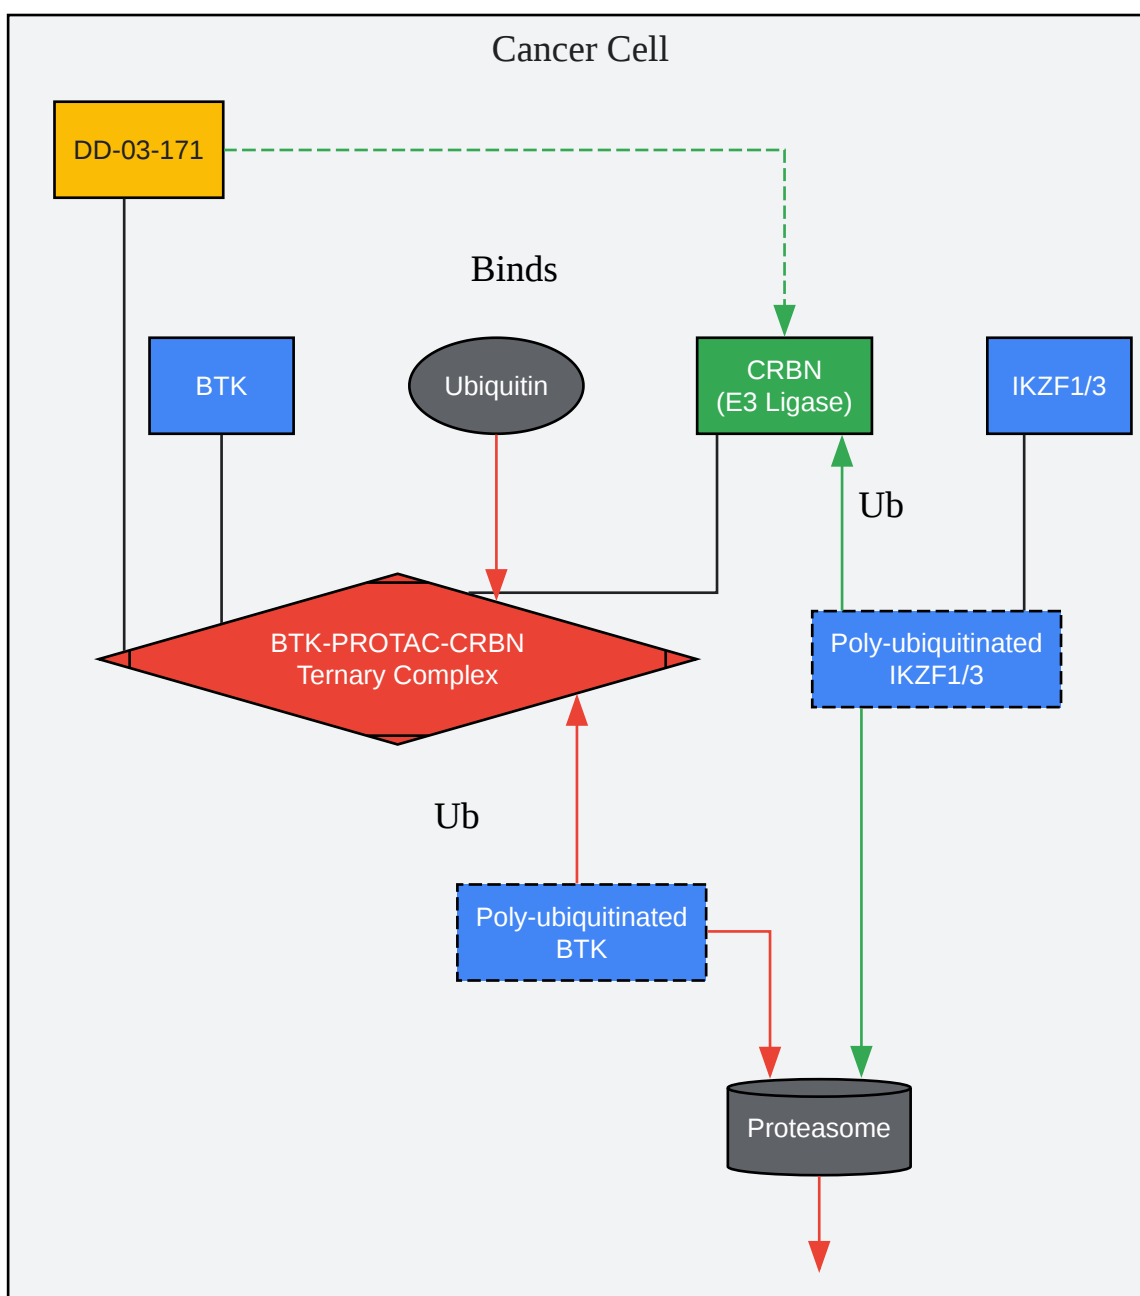 Cancer Cell
DD-03-171
Binds
BTK
Ubiquitin
CRBN
(E3 Ligase)
IKZF1/3
Ub
BTK-PROTAC-CRBN
Ternary Complex
Poly-ubiquitinated
IKZF1/3
Ub
Poly-ubiquitinated
BTK
Proteasome